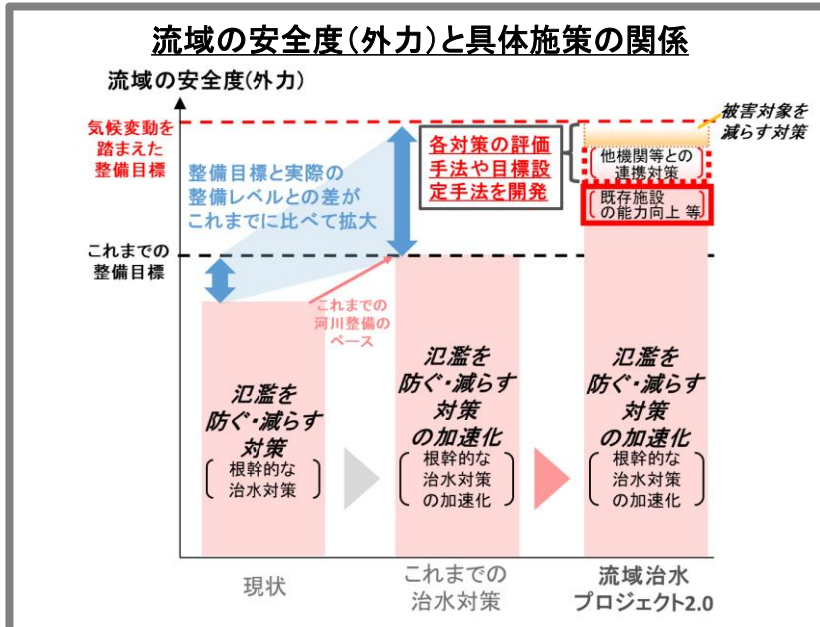 流域の安全度(外力)と具体施策の関係
流域の安全度(外力)
気候変動を
踏まえた
整備目標
これまでの
整備目標
整備目標と実際の
整備レベルとの差が
これまでに比べて拡大
各対策の評価
手法や目標設
定手法を開発
被害対象を
減らす対策
他機関等との
連携対策
既存施設
の能力向上 等
これまでの
河川整備の
ペース
氾濫を
防ぐ・減らす
対策
根幹的な
治水対策
氾濫を
防ぐ・減らす
対策
の加速化
根幹的な
治水対策
の加速化
氾濫を
防ぐ・減らす
対策
の加速化
根幹的な
治水対策
の加速化
現状
これまでの
治水対策
流域治水
プロジェクト2.0